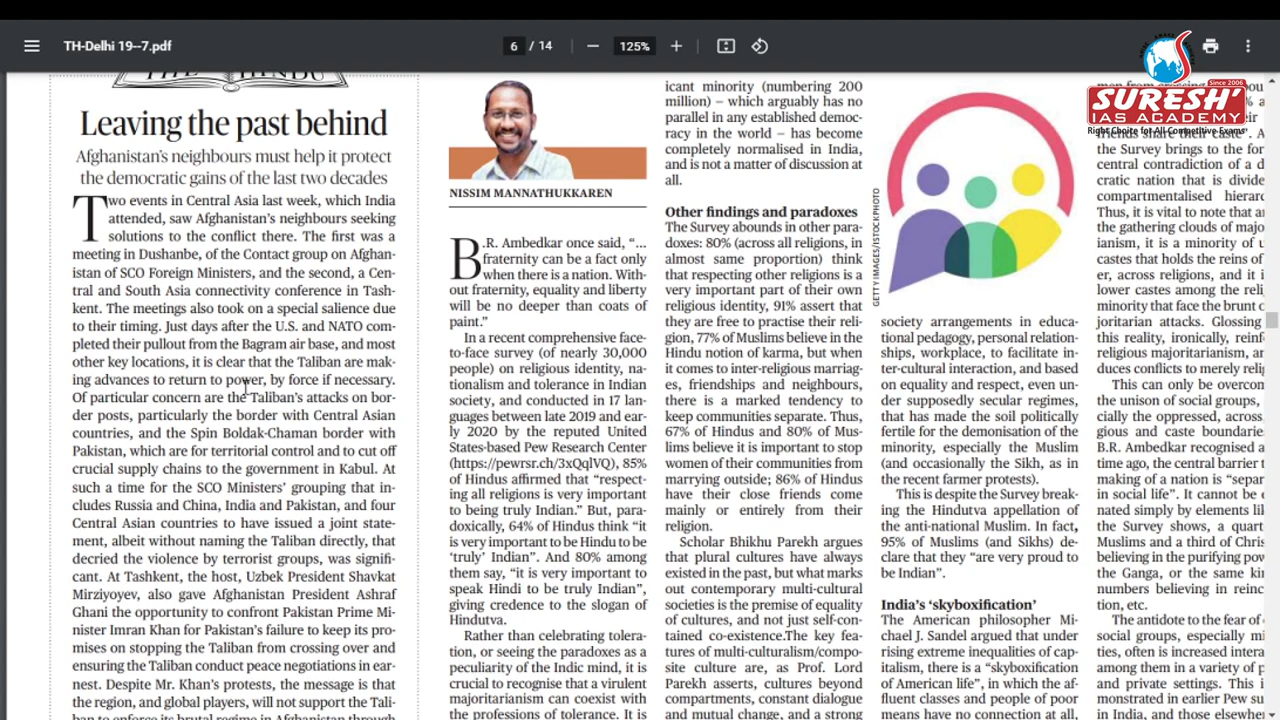 TH-Delhi 19--7.pdf
6 / 14
125%
Since 2006
SURESH'
IAS ACADEMY
Right Choice for All Competitive Exams
THE HINDU
Leaving the past behind
Afghanistan's neighbours must help it protect
the democratic gains of the last two decades
Two events in Central Asia last week, which India
attended, saw Afghanistan's neighbours seeking
solutions to the conflict there. The first was a
meeting in Dushanbe, of the Contact group on Afghan-
istan of SCO Foreign Ministers, and the second, a Cen-
tral and South Asia connectivity conference in Tash-
kent. The meetings also took on a special salience due
to their timing. Just days after the U.S. and NATO com-
pleted their pullout from the Bagram air base, and most
other key locations, it is clear that the Taliban are mak-
ing advances to return to power, by force if necessary.
Of particular concern are the Taliban's attacks on bor-
der posts, particularly the border with Central Asian
countries, and the Spin Boldak-Chaman border with
Pakistan, which are for territorial control and to cut off
crucial supply chains to the government in Kabul. At
such a time for the SCO Ministers' grouping that in-
cludes Russia and China, India and Pakistan, and four
Central Asian countries to have issued a joint state-
ment, albeit without naming the Taliban directly, that
decried the violence by terrorist groups, was signifi-
cant. At Tashkent, the host, Uzbek President Shavkat
Mirziyoyev, also gave Afghanistan President Ashraf
Ghani the opportunity to confront Pakistan Prime Mi-
nister Imran Khan for Pakistan's failure to keep its pro-
mises on stopping the Taliban from crossing over and
ensuring the Taliban conduct peace negotiations in ear-
nest. Despite Mr. Khan's protests, the message is that
the region, and global players, will not support the Tali-
ban to enforce its brutal regime in Afghanistan through
NISSIM MANNATHUKKAREN
B.R. Ambedkar once said, "...
fraternity can be a fact only
when there is a nation. With-
out fraternity, equality and liberty
will be no deeper than coats of
paint."
In a recent comprehensive face-
to-face survey (of nearly 30,000
people) on religious identity, na-
tionalism and tolerance in Indian
society, and conducted in 17 lan-
guages between late 2019 and ear-
ly 2020 by the reputed United
States-based Pew Research Center
(https://pewrsr.ch/3xQqlVQ), 85%
of Hindus affirmed that "respect-
ing all religions is very important
to being truly Indian." But, para-
doxically, 64% of Hindus think "it
is very important to be Hindu to be
'truly' Indian". And 80% among
them say, "it is very important to
speak Hindi to be truly Indian",
giving credence to the slogan of
Hindutva.
Rather than celebrating tolera-
tion, or seeing the paradoxes as a
peculiarity of the Indic mind, it is
crucial to recognise that a virulent
majoritarianism can coexist with
the professions of tolerance. It is
icant minority (numbering 200
million) – which arguably has no
parallel in any established democ-
racy in the world – has become
completely normalised in India,
and is not a matter of discussion at
all.
Other findings and paradoxes
The Survey abounds in other para-
doxes: 80% (across all religions, in
almost same proportion) think
that respecting other religions is a
very important part of their own
religious identity, 91% assert that
they are free to practise their reli-
gion, 77% of Muslims believe in the
Hindu notion of karma, but when
it comes to inter-religious marriag-
es, friendships and neighbours,
there is a marked tendency to
keep communities separate. Thus,
67% of Hindus and 80% of Mus-
lims believe it is important to stop
women of their communities from
marrying outside; 86% of Hindus
have their close friends come
mainly or entirely from their
religion.
Scholar Bhikhu Parekh argues
that plural cultures have always
existed in the past, but what marks
out contemporary multi-cultural
societies is the premise of equality
of cultures, and not just self-con-
tained co-existence.The key fea-
tures of multi-culturalism/compo-
site culture are, as Prof. Lord
Parekh asserts, cultures beyond
compartments, constant dialogue
and mutual change, and a strong
GETTY IMAGES/ISTOCKPHOTO
society arrangements in educa-
tional pedagogy, personal relation-
ships, workplace, to facilitate in-
ter-cultural interaction, and based
on equality and respect, even un-
der supposedly secular regimes,
that has made the soil politically
fertile for the demonisation of the
minority, especially the Muslim
(and occasionally the Sikh, as in
the recent farmer protests).
This is despite the Survey break-
ing the Hindutva appellation of
the anti-national Muslim. In fact,
95% of Muslims (and Sikhs) de-
clare that they "are very proud to
be Indian".
India's 'skyboxification'
The American philosopher Mi-
chael J. Sandel argued that under
rising extreme inequalities of cap-
italism, there is a "skyboxification
of American life", in which the af-
fluent classes and people of poor
means have no connection at all,
friends share their caste". A
the Survey brings to the for
central contradiction of a d
cratic nation that is divide
compartmentalised hierar
Thus, it is vital to note that a
the gathering clouds of majo
ianism, it is a minority of u
castes that holds the reins of
er, across religions, and it i
lower castes among the reli
minority that face the brunt o
joritarian attacks. Glossing
this reality, ironically, reinf
religious majoritarianism, a
duces conflicts to merely reli
This can only be overcon
the unison of social groups,
cially the oppressed, across
gious and caste boundarie
B.R. Ambedkar recognised a
time ago, the central barrier t
making of a nation is "separ
in social life". It cannot be
nated simply by elements li
the Survey shows, a quart
Muslims and a third of Chris
believing in the purifying pov
the Ganga, or the same ki
numbers believing in reinc
tion, etc.
The antidote to the fear of
social groups, especially mi
ties, often is increased intera
among them in a variety of p
and private settings. This i
monstrated in earlier Pew su
in India, and those elsewhe